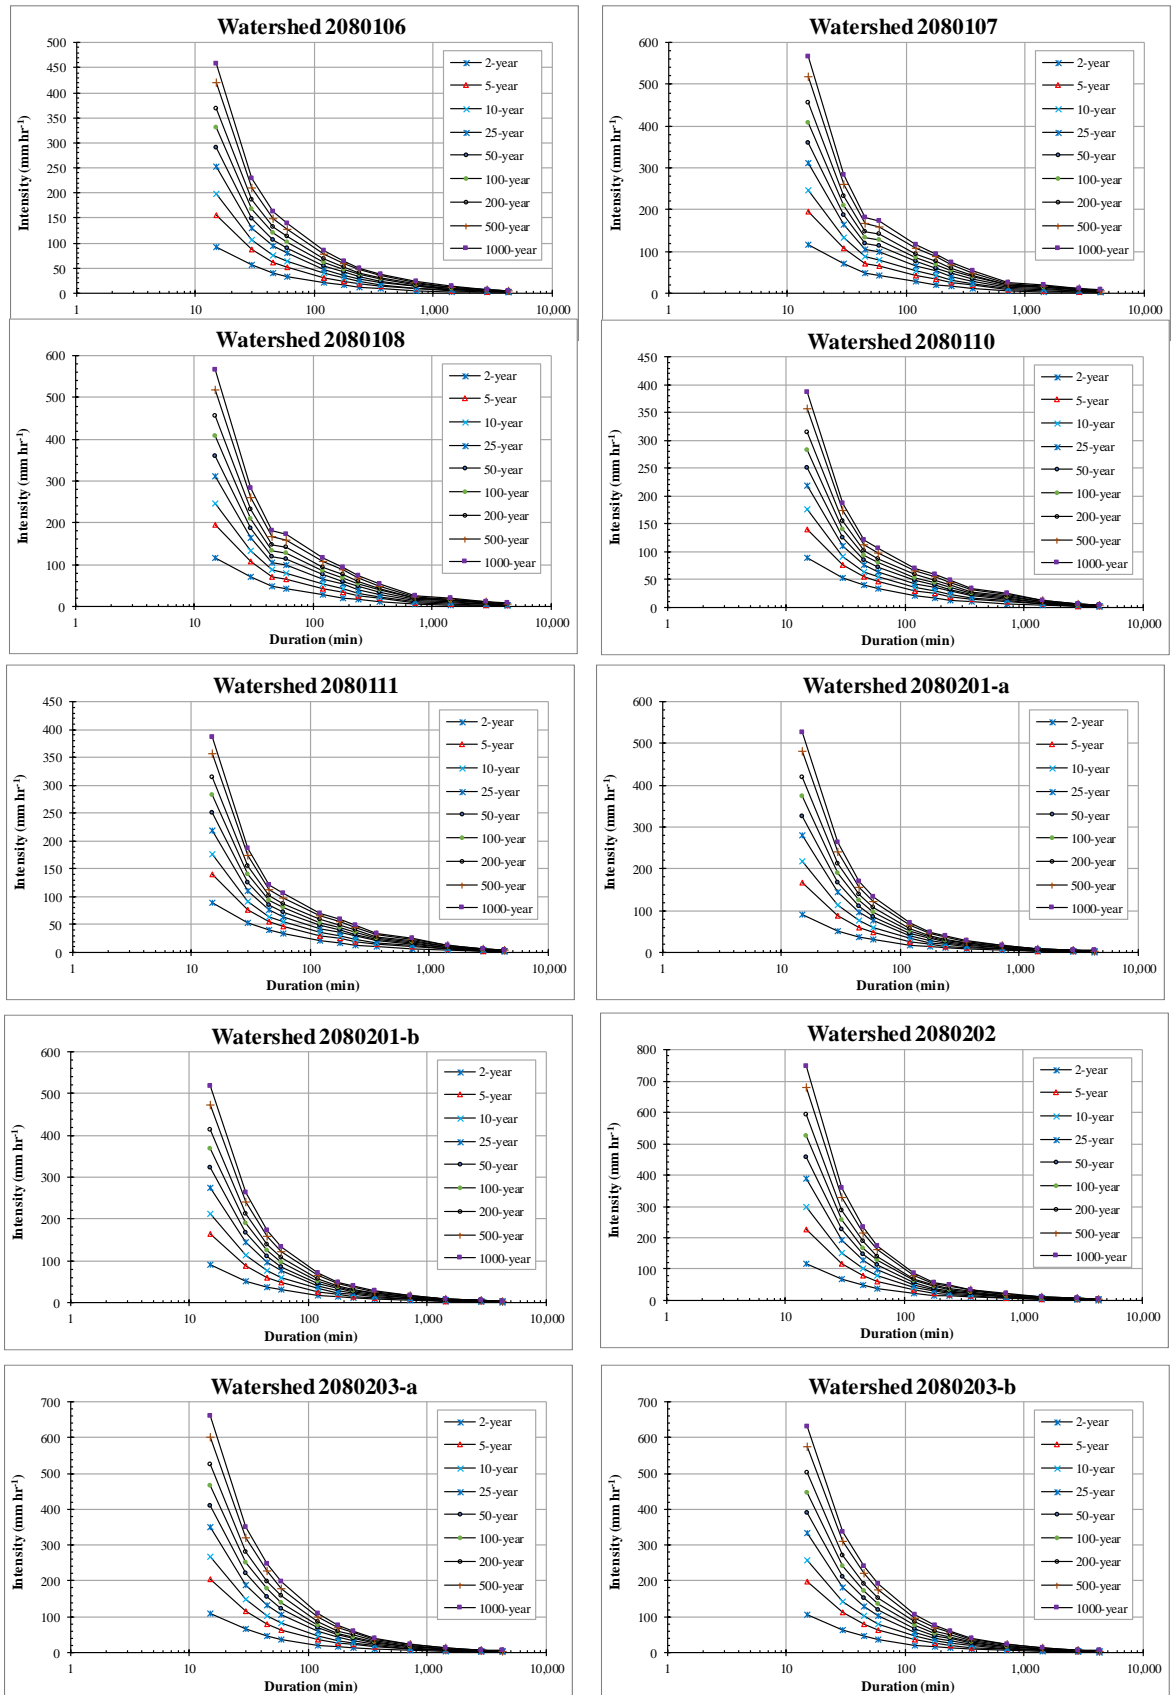 Watershed 2080106
Intensity (mm hr⁻¹)
500
450
400
350
300
250
200
150
100
50
0
2-year
5-year
10-year
25-year
50-year
100-year
200-year
500-year
1000-year
1 10 100 1,000 10,000
Watershed 2080107
Intensity (mm hr⁻¹)
600
500
400
300
200
100
0
2-year
5-year
10-year
25-year
50-year
100-year
200-year
500-year
1000-year
1 10 100 1,000 10,000
Watershed 2080108
Intensity (mm hr⁻¹)
600
500
400
300
200
100
0
2-year
5-year
10-year
25-year
50-year
100-year
200-year
500-year
1000-year
1 10 100 1,000 10,000
Duration (min)
Watershed 2080110
Intensity (mm hr⁻¹)
450
400
350
300
250
200
150
100
50
0
2-year
5-year
10-year
25-year
50-year
100-year
200-year
500-year
1000-year
1 10 100 1,000 10,000
Duration (min)
Watershed 2080111
Intensity (mm hr⁻¹)
450
400
350
300
250
200
150
100
50
0
2-year
5-year
10-year
25-year
50-year
100-year
200-year
500-year
1000-year
1 10 100 1,000 10,000
Duration (min)
Watershed 2080201-a
Intensity (mm hr⁻¹)
600
500
400
300
200
100
0
2-year
5-year
10-year
25-year
50-year
100-year
200-year
500-year
1000-year
1 10 100 1,000 10,000
Duration (min)
Watershed 2080201-b
Intensity (mm hr⁻¹)
600
500
400
300
200
100
0
2-year
5-year
10-year
25-year
50-year
100-year
200-year
500-year
1000-year
1 10 100 1,000 10,000
Duration (min)
Watershed 2080202
Intensity (mm hr⁻¹)
800
700
600
500
400
300
200
100
0
2-year
5-year
10-year
25-year
50-year
100-year
200-year
500-year
1000-year
1 10 100 1,000 10,000
Duration (min)
Watershed 2080203-a
Intensity (mm hr⁻¹)
700
600
500
400
300
200
100
0
2-year
5-year
10-year
25-year
50-year
100-year
200-year
500-year
1000-year
1 10 100 1,000 10,000
Duration (min)
Watershed 2080203-b
Intensity (mm hr⁻¹)
700
600
500
400
300
200
100
0
2-year
5-year
10-year
25-year
50-year
100-year
200-year
500-year
1000-year
1 10 100 1,000 10,000
Duration (min)